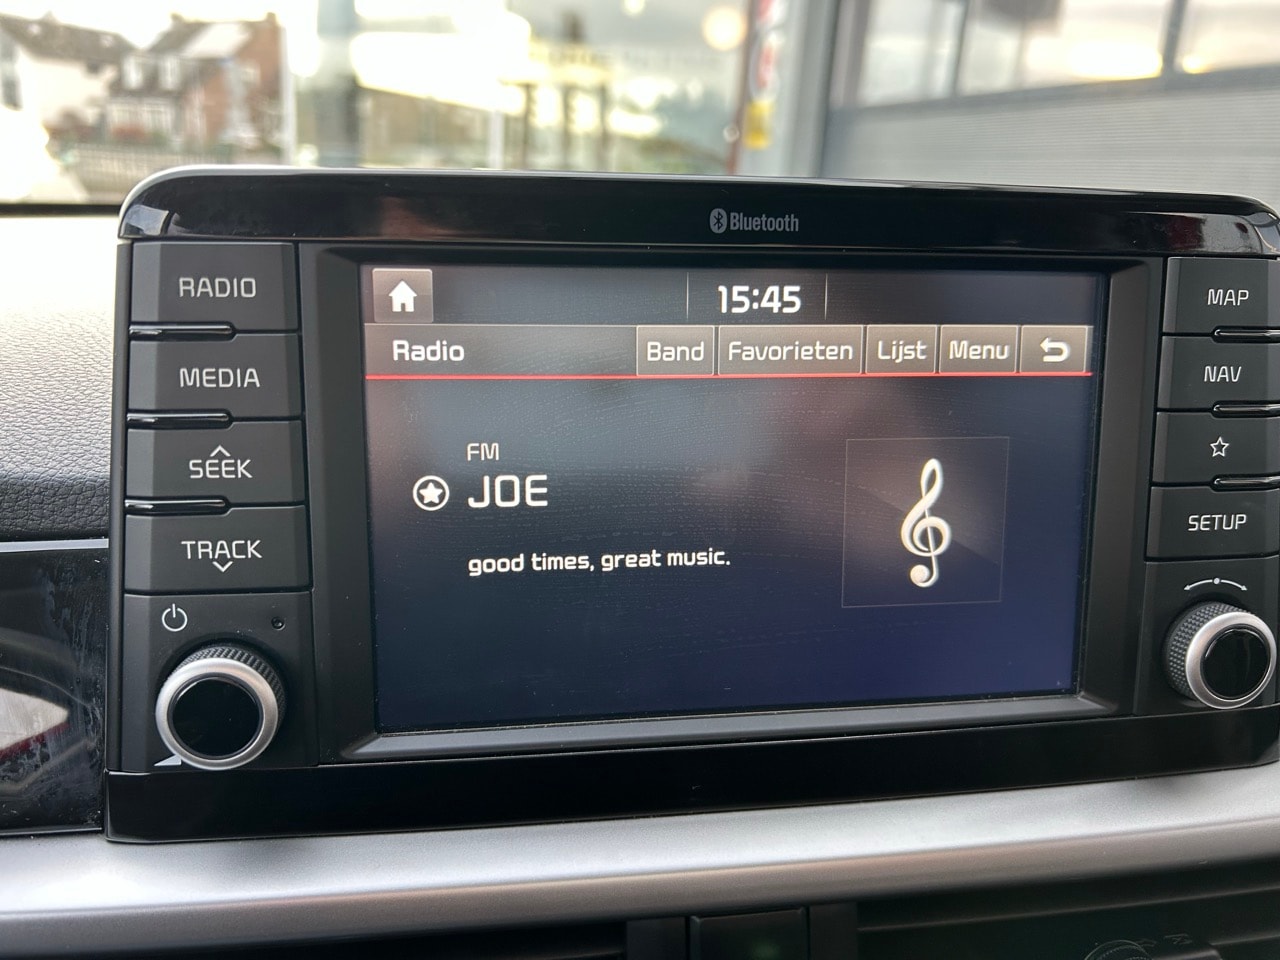 Bluetooth
RADIO
MEDIA
SEEK
TRACK
15:45
Radio
Band
Favorieten
Lijst
Menu
FM
JOE
good times, great music.
MAP
NAV
SETUP